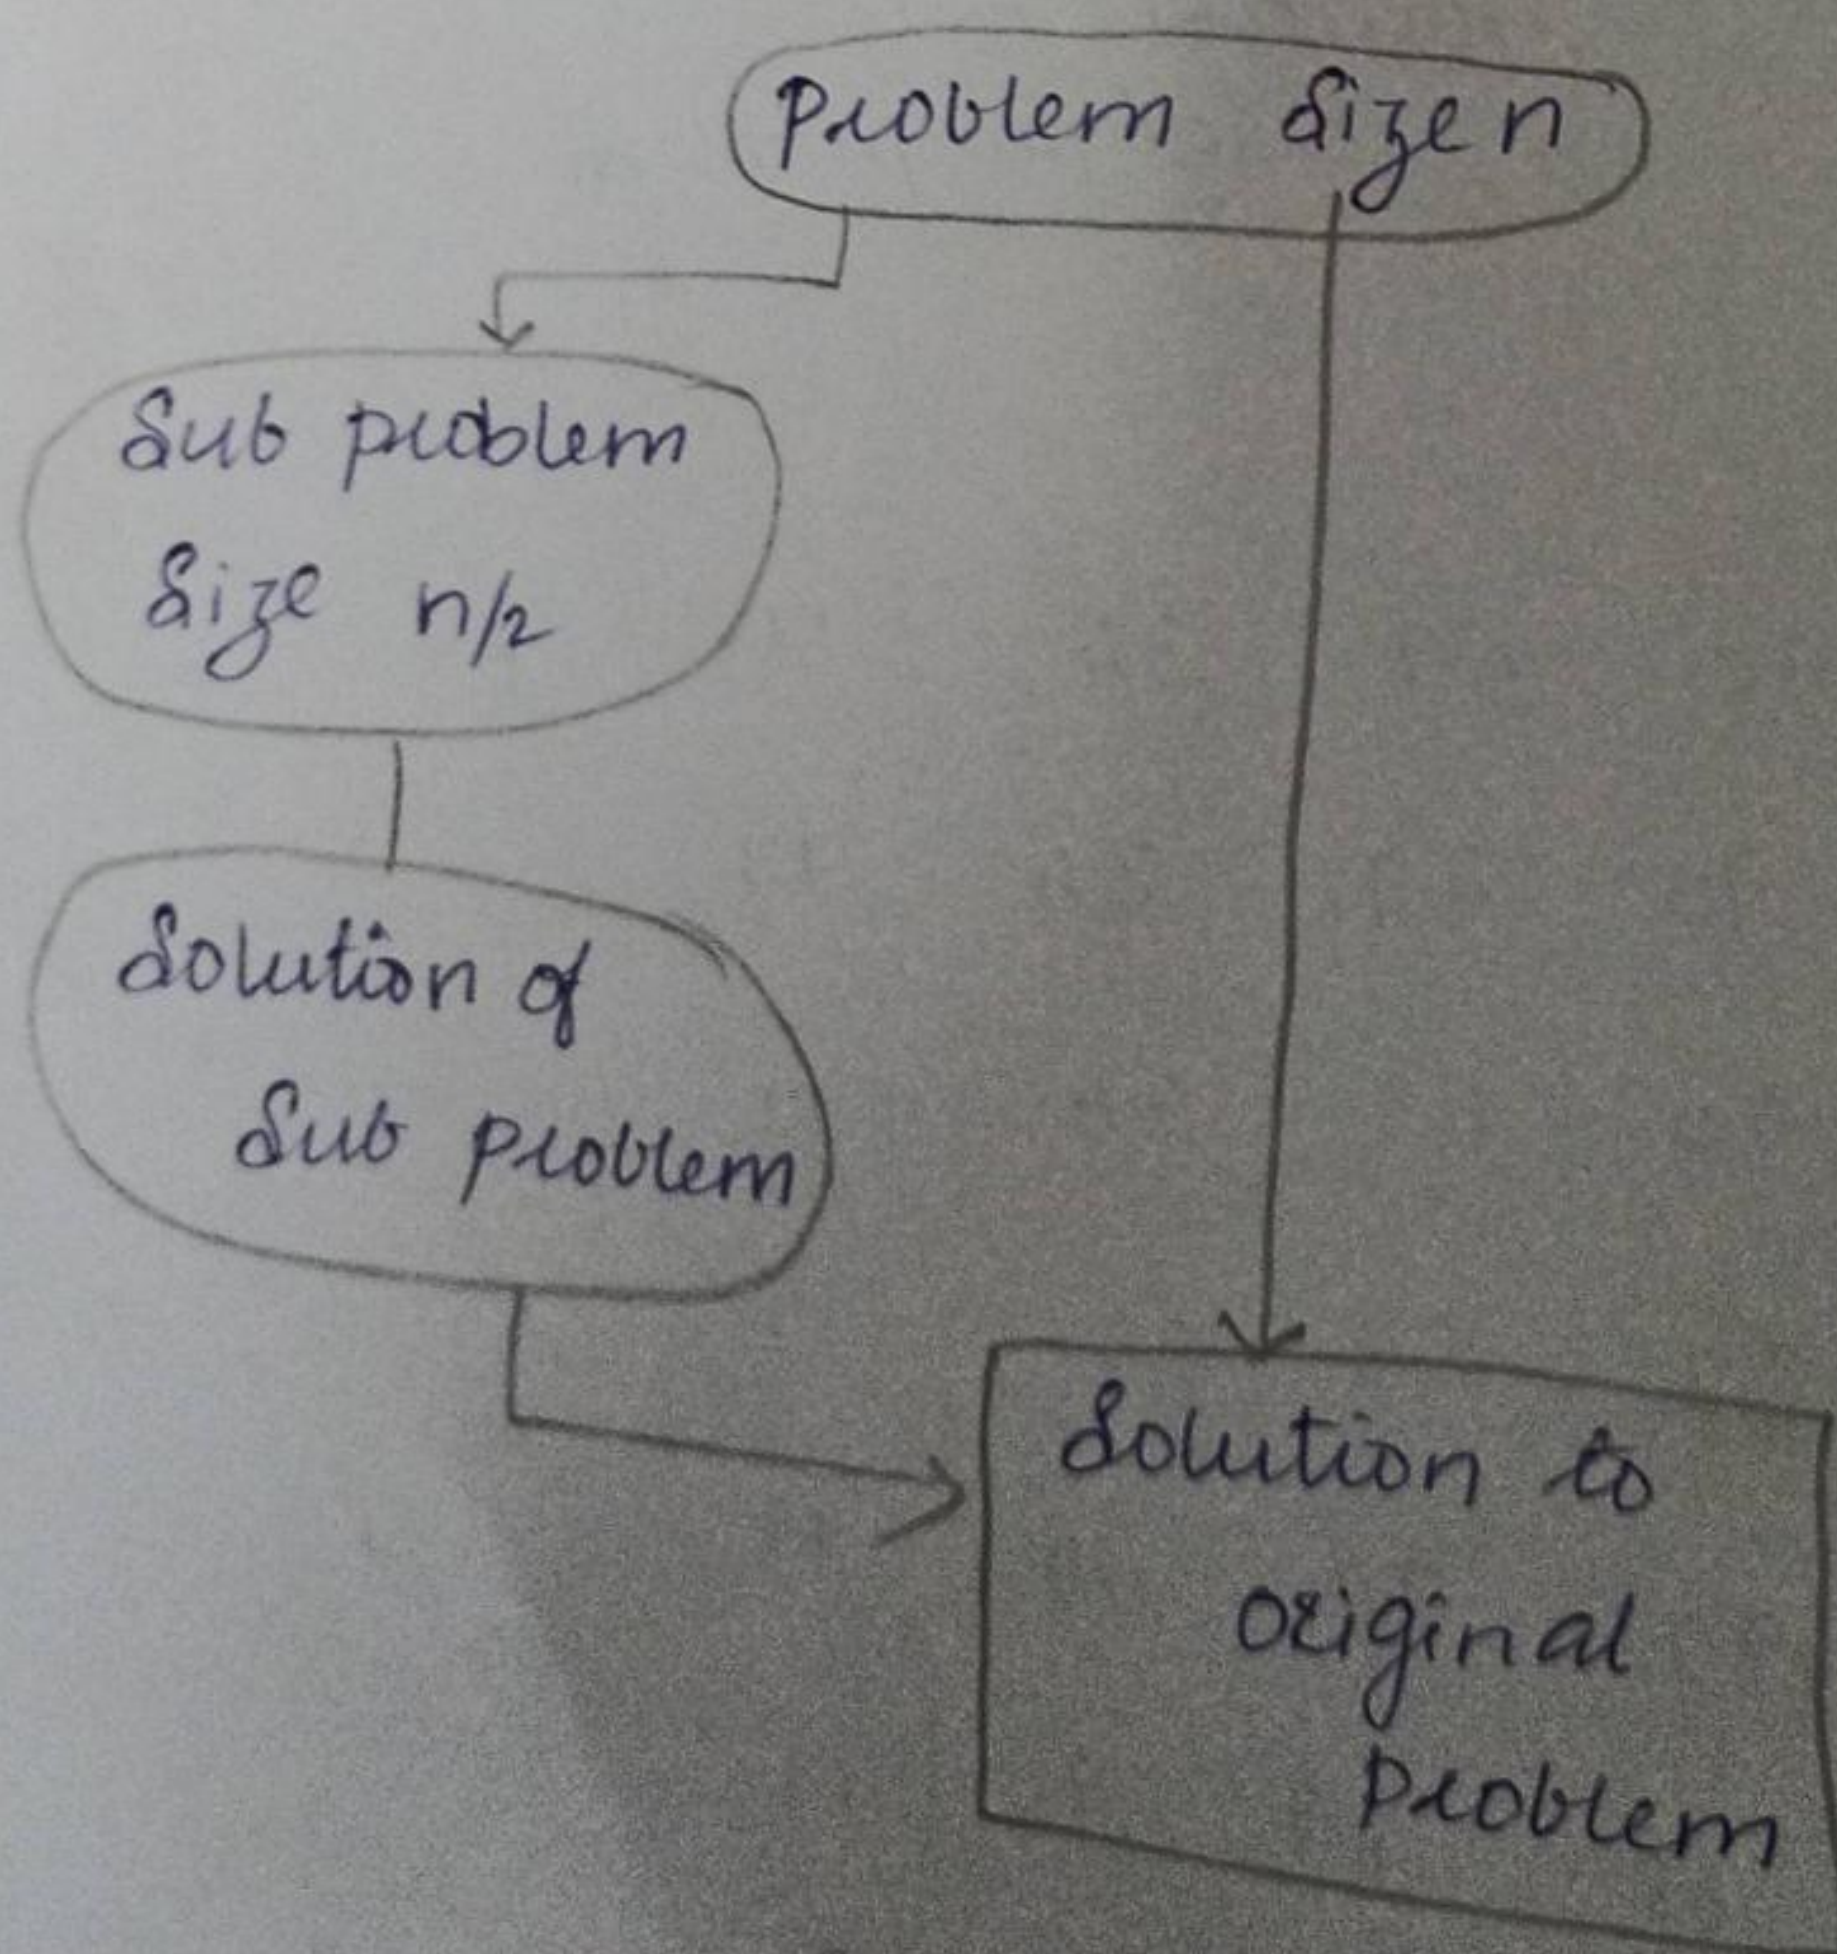 Problem Size n
Sub problem
Size n/2
Solution of
Sub problem
Solution to
original
Problem